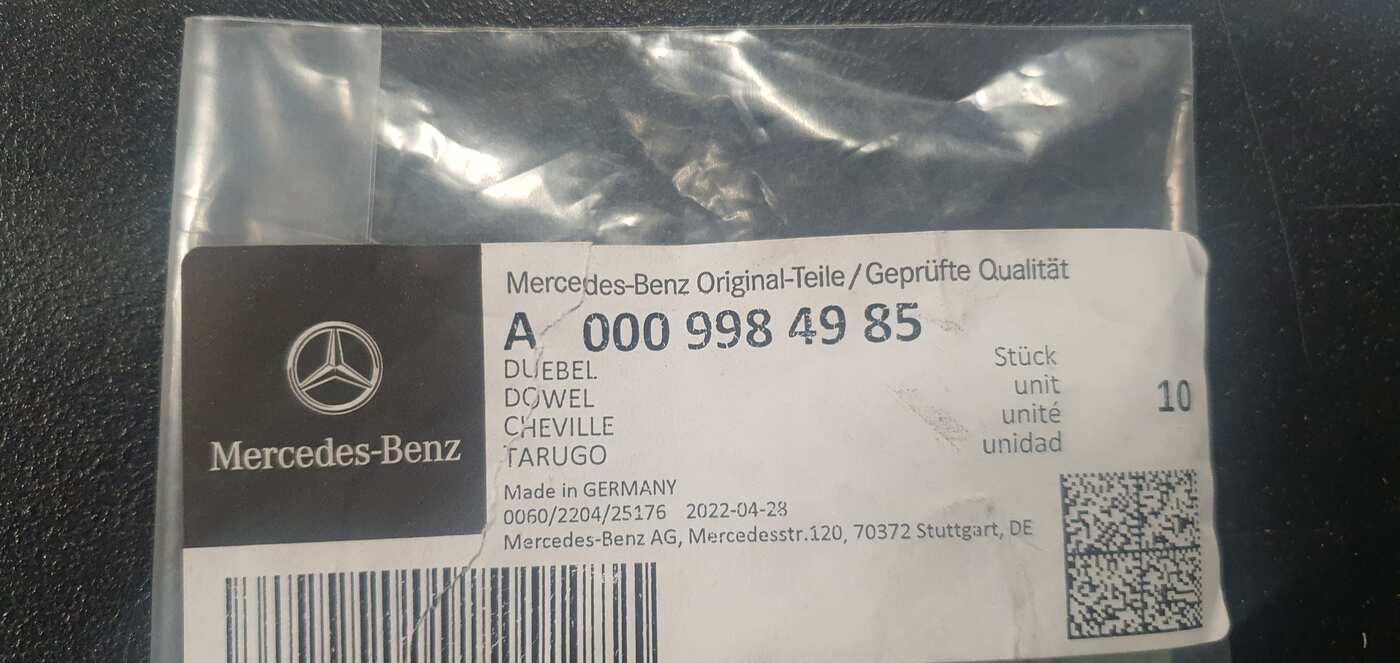 Mercedes-Benz Original-Teile/Geprüfte Qualität
A 000 998 49 85
DUEBEL
DOWEL
CHEVILLE
TARUGO
Stück
unit
unité
unidad
10
Mercedes-Benz
Made in GERMANY
0060/2204/25176 2022-04-28
Mercedes-Benz AG, Mercedesstr.120, 70372 Stuttgart, DE